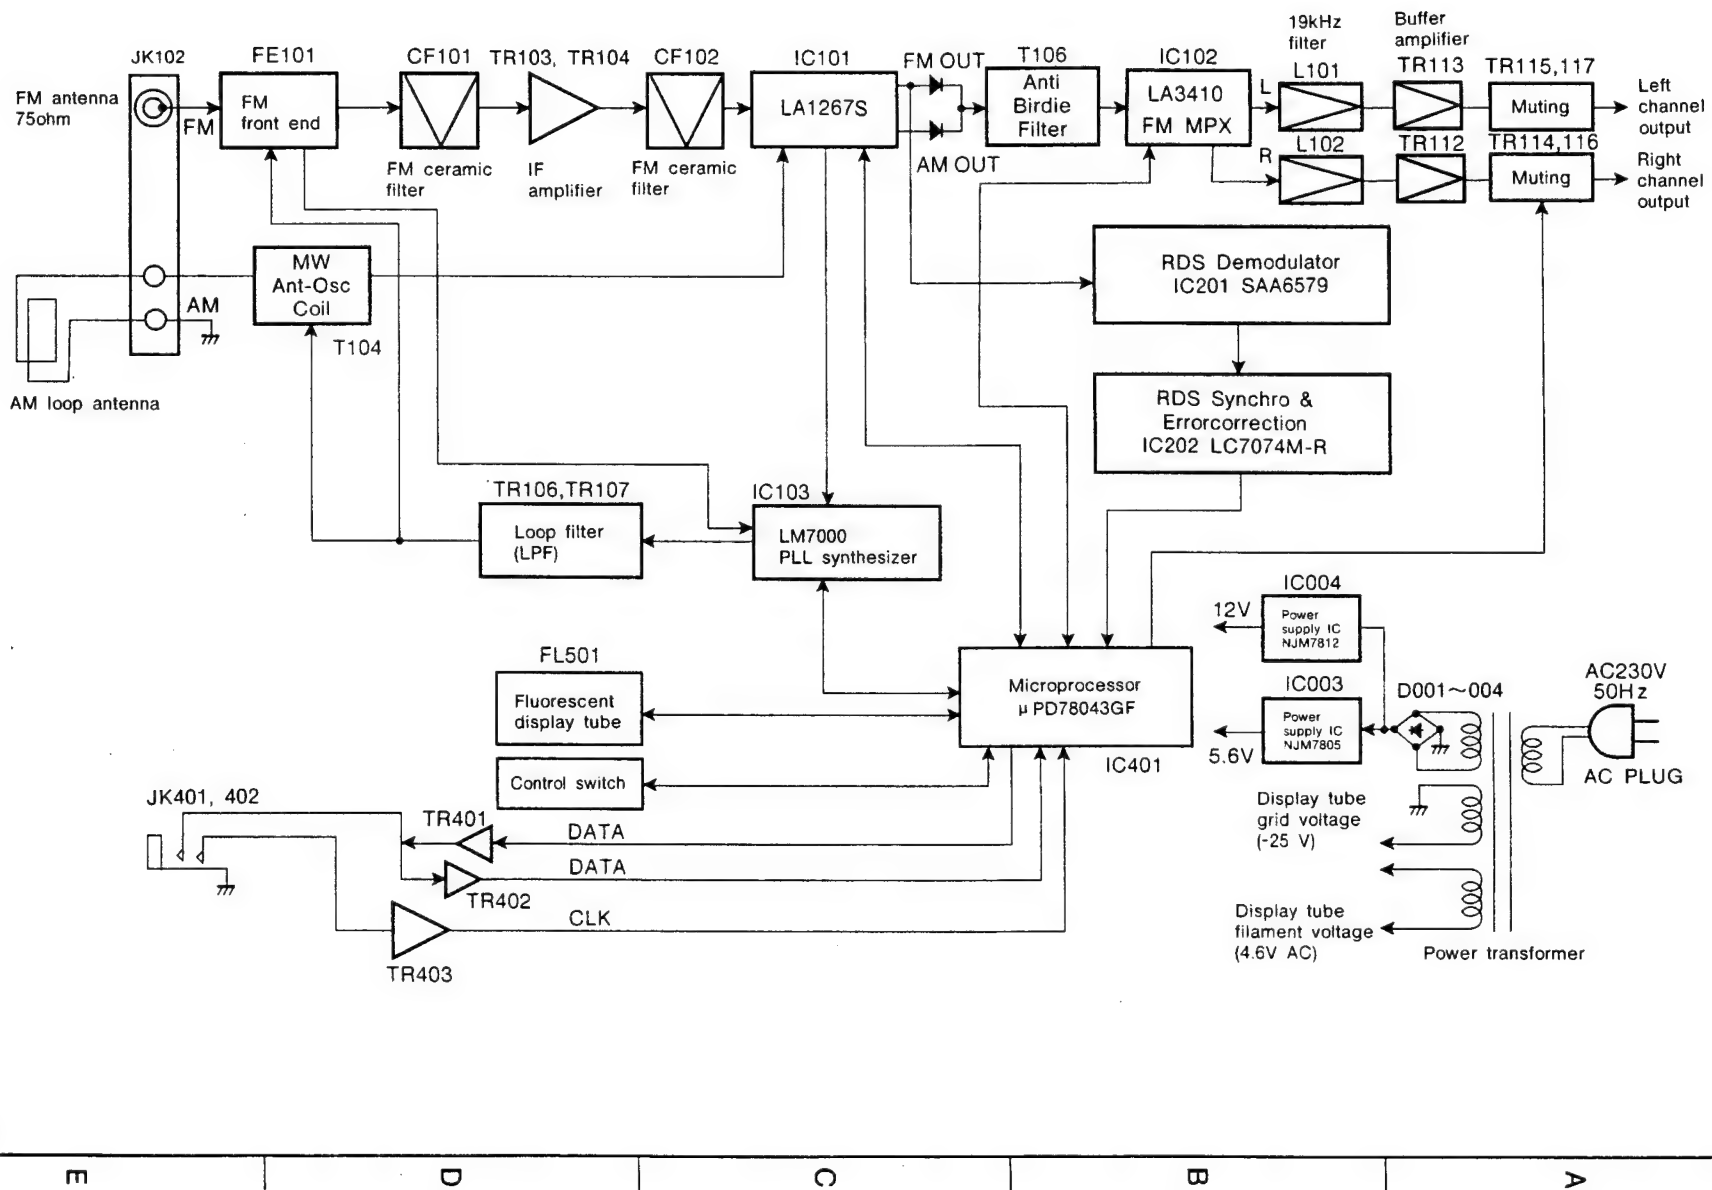 JK102
FM antenna
75ohm
FM
AM
AM loop antenna
FE101
FM
front end
CF101
FM ceramic
filter
TR103, TR104
IF
amplifier
CF102
FM ceramic
filter
IC101
LA1267S
FM OUT
AM OUT
T106
Anti
Birdie
Filter
IC102
LA3410
FM MPX
L
R
19kHz
filter
L101
L102
Buffer
amplifier
TR113
TR112
TR115,117
Muting
TR114,116
Muting
Left
channel
output
Right
channel
output
MW
Ant-Osc
Coil
T104
RDS Demodulator
IC201 SAA6579
RDS Synchro &
Errorcorrection
IC202 LC7074M-R
TR106,TR107
Loop filter
(LPF)
IC103
LM7000
PLL synthesizer
FL501
Fluorescent
display tube
Control switch
Microprocessor
μ PD78043GF
IC401
JK401, 402
TR401
DATA
DATA
TR402
CLK
TR403
IC004
12V
Power
supply IC
NJM7812
IC003
5.6V
Power
supply IC
NJM7805
D001～004
AC230V
50Hz
AC PLUG
Display tube
grid voltage
(-25 V)
Display tube
filament voltage
(4.6V AC)
Power transformer
E
D
C
B
A